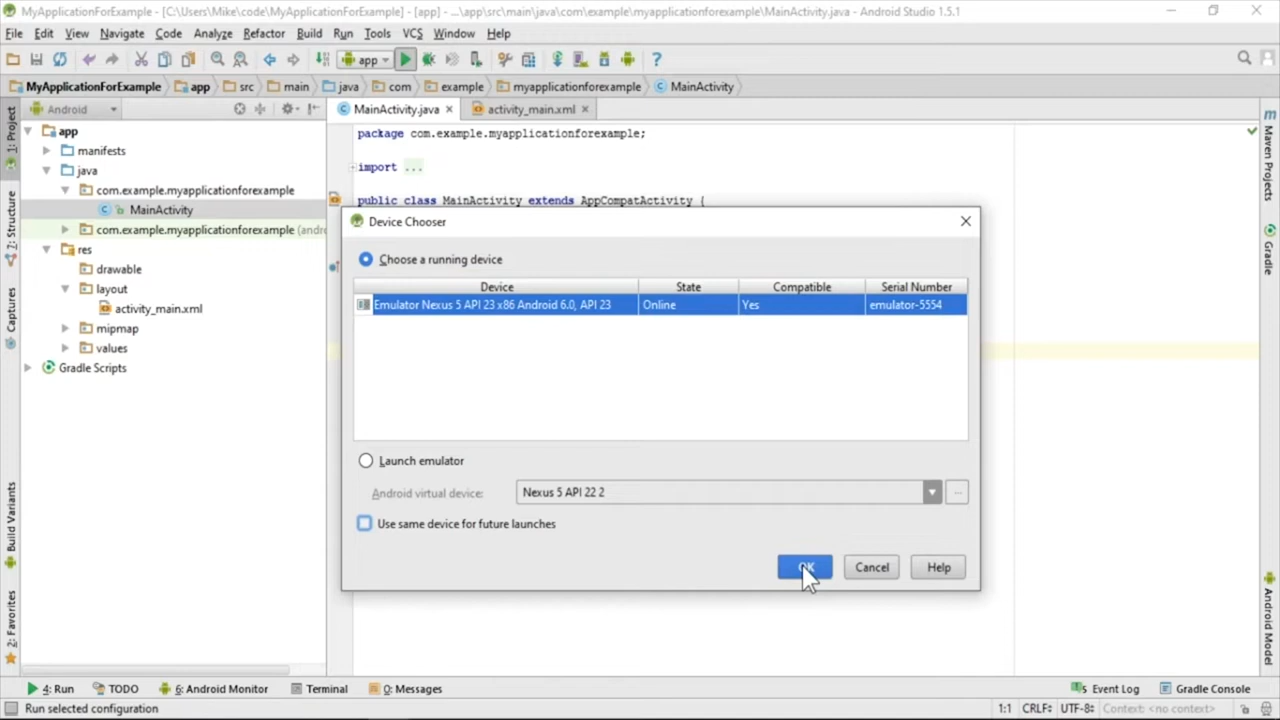 MyApplicationForExample - [C:\Users\Mike\code\MyApplicationForExample] - [app] - ...\app\src\main\java\com\example\myapplicationforexample\MainActivity.java - Android Studio 1.5.1
File Edit View Navigate Code Analyze Refactor Build Run Tools VCS Window Help
app
MyApplicationForExample app src main java com example myapplicationforexample MainActivity
Android
MainActivity.java activity_main.xml
1: Project
Z: Structure
Captures
Build Variants
2: Favorites
app
manifests
java
com.example.myapplicationforexample
MainActivity
com.example.myapplicationforexample (andro
res
drawable
layout
activity_main.xml
mipmap
values
Gradle Scripts
package com.example.myapplicationforexample;
import ...
public class MainActivity extends AppCompatActivity {
Device Chooser
Choose a running device
Device State Compatible Serial Number
Emulator Nexus 5 API 23 x86 Android 6.0, API 23 Online Yes emulator-5554
Launch emulator
Android virtual device: Nexus 5 API 22 2 ...
Use same device for future launches
OK Cancel Help
Maven Projects
Gradle
Android Model
4: Run TODO 6: Android Monitor Terminal 0: Messages Event Log Gradle Console
Run selected configuration 1:1 CRLF UTF-8 Context: <no context>